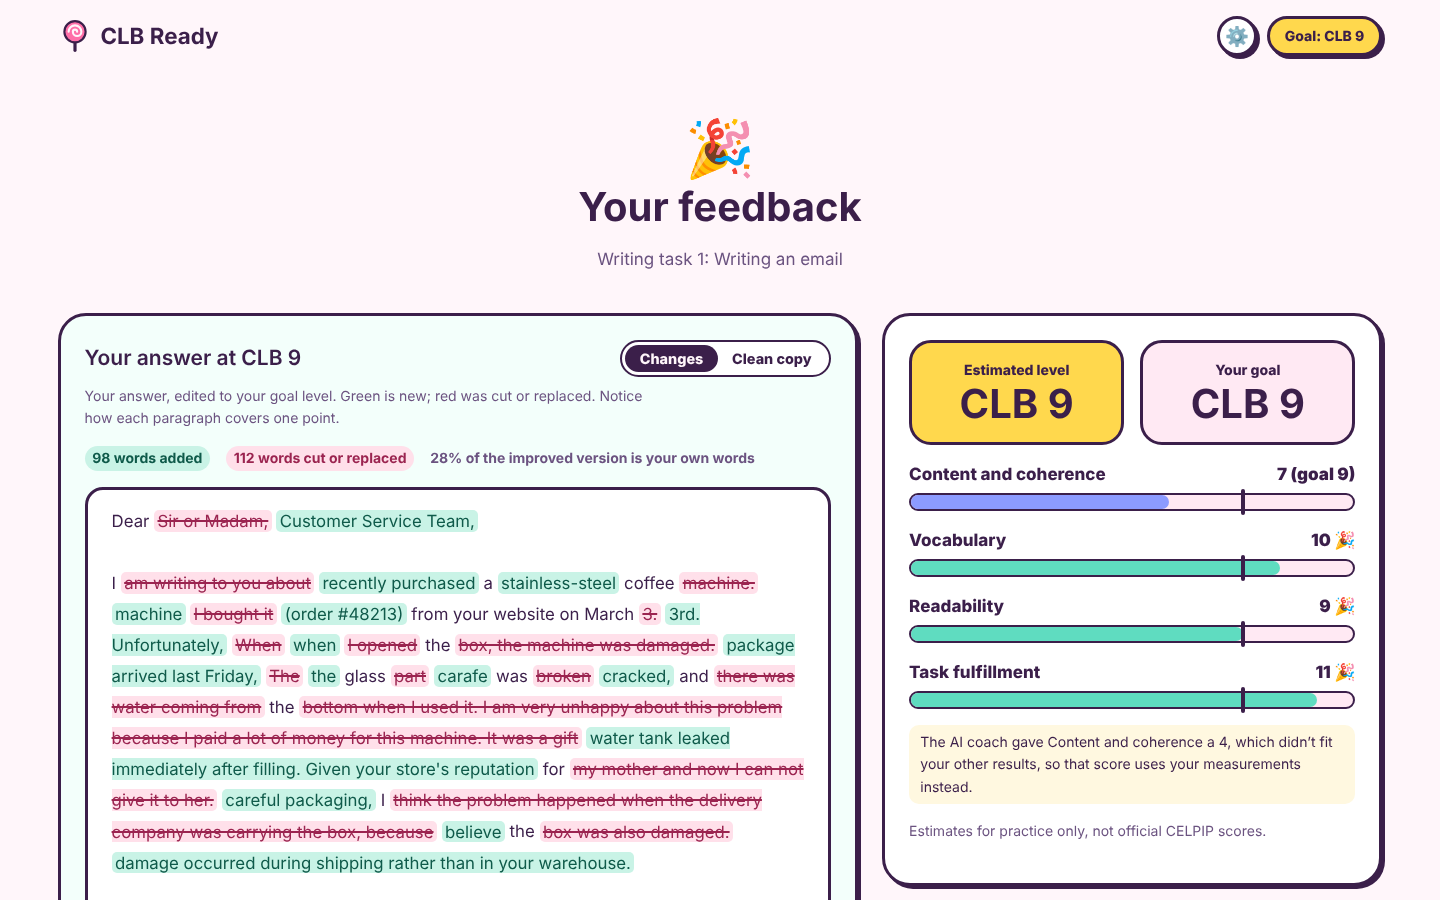 CLB Ready
Goal: CLB 9
Your feedback
Writing task 1: Writing an email
Your answer at CLB 9
Changes
Clean copy
Your answer, edited to your goal level. Green is new; red was cut or replaced. Notice
how each paragraph covers one point.
98 words added
112 words cut or replaced
28% of the improved version is your own words
Dear Sir or Madam, Customer Service Team,
I am writing to you about recently purchased a stainless-steel coffee machine.
machine I bought it (order #48213) from your website on March 3. 3rd.
Unfortunately, When when I opened the box, the machine was damaged. package
arrived last Friday, The the glass part carafe was broken cracked, and there was
water coming from the bottom when I used it. I am very unhappy about this problem
because I paid a lot of money for this machine. It was a gift water tank leaked
immediately after filling. Given your store's reputation for my mother and now I can not
give it to her. careful packaging, I think the problem happened when the delivery
company was carrying the box, because believe the box was also damaged.
damage occurred during shipping rather than in your warehouse.
Estimated level
CLB 9
Your goal
CLB 9
Content and coherence
7 (goal 9)
Vocabulary
10
Readability
9
Task fulfillment
11
The AI coach gave Content and coherence a 4, which didn't fit
your other results, so that score uses your measurements
instead.
Estimates for practice only, not official CELPIP scores.